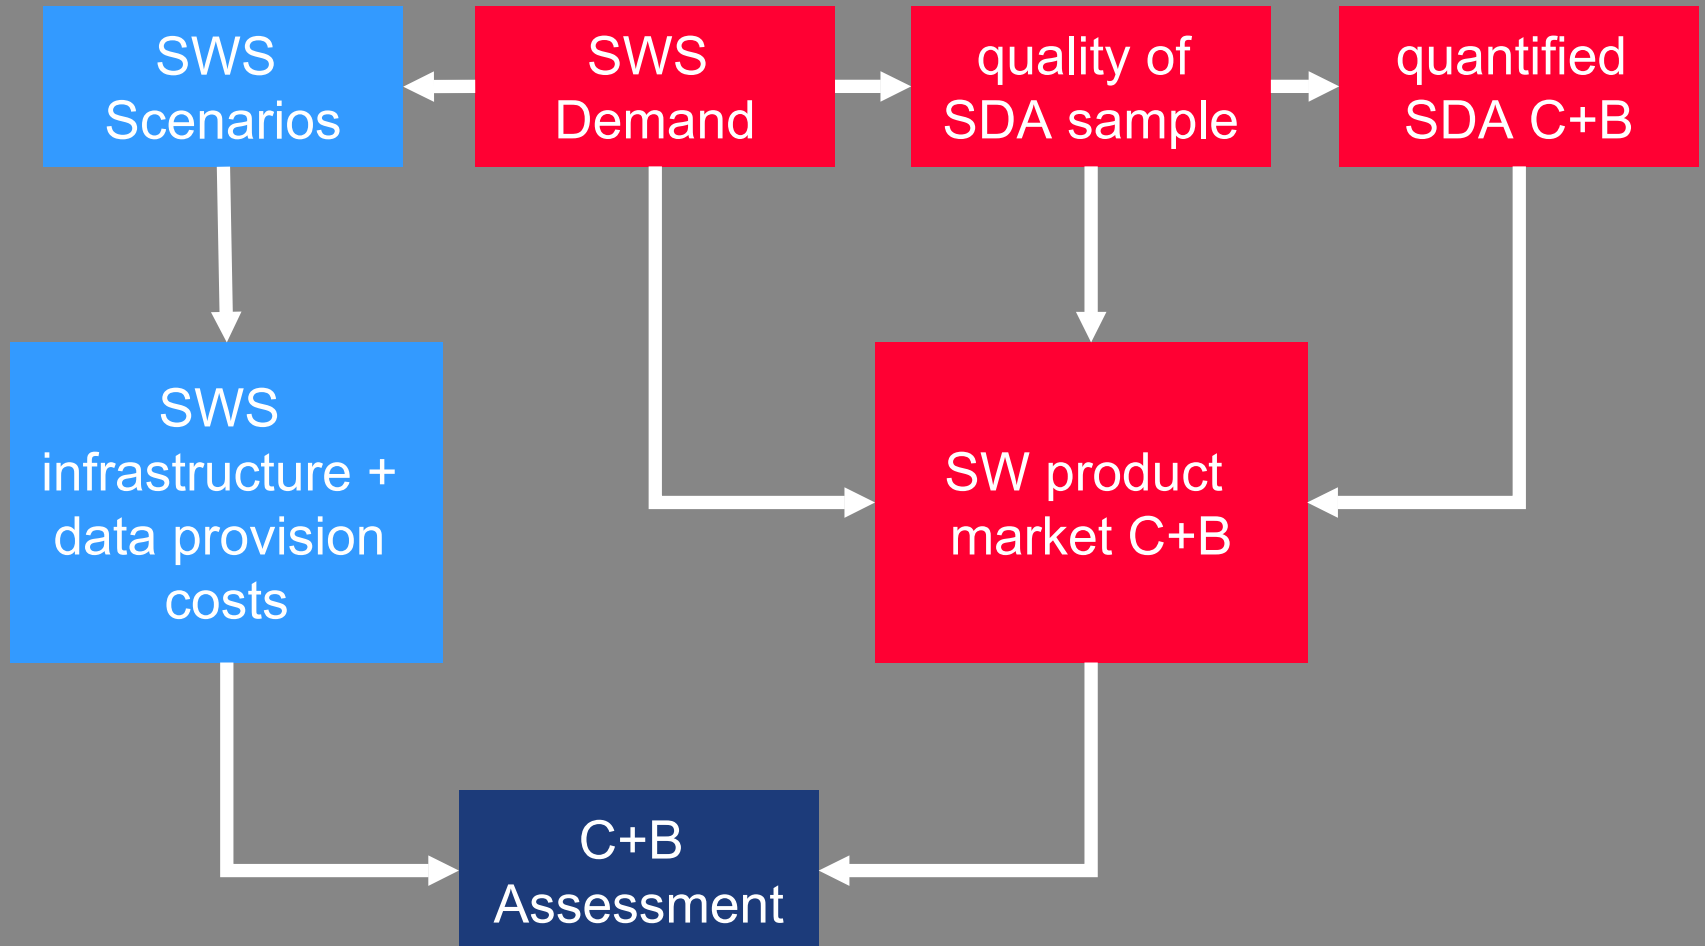 SWS
Scenarios
SWS
Demand
quality of
SDA sample
quantified
SDA C+B
SWS
infrastructure +
data provision
costs
SW product
market C+B
C+B
Assessment